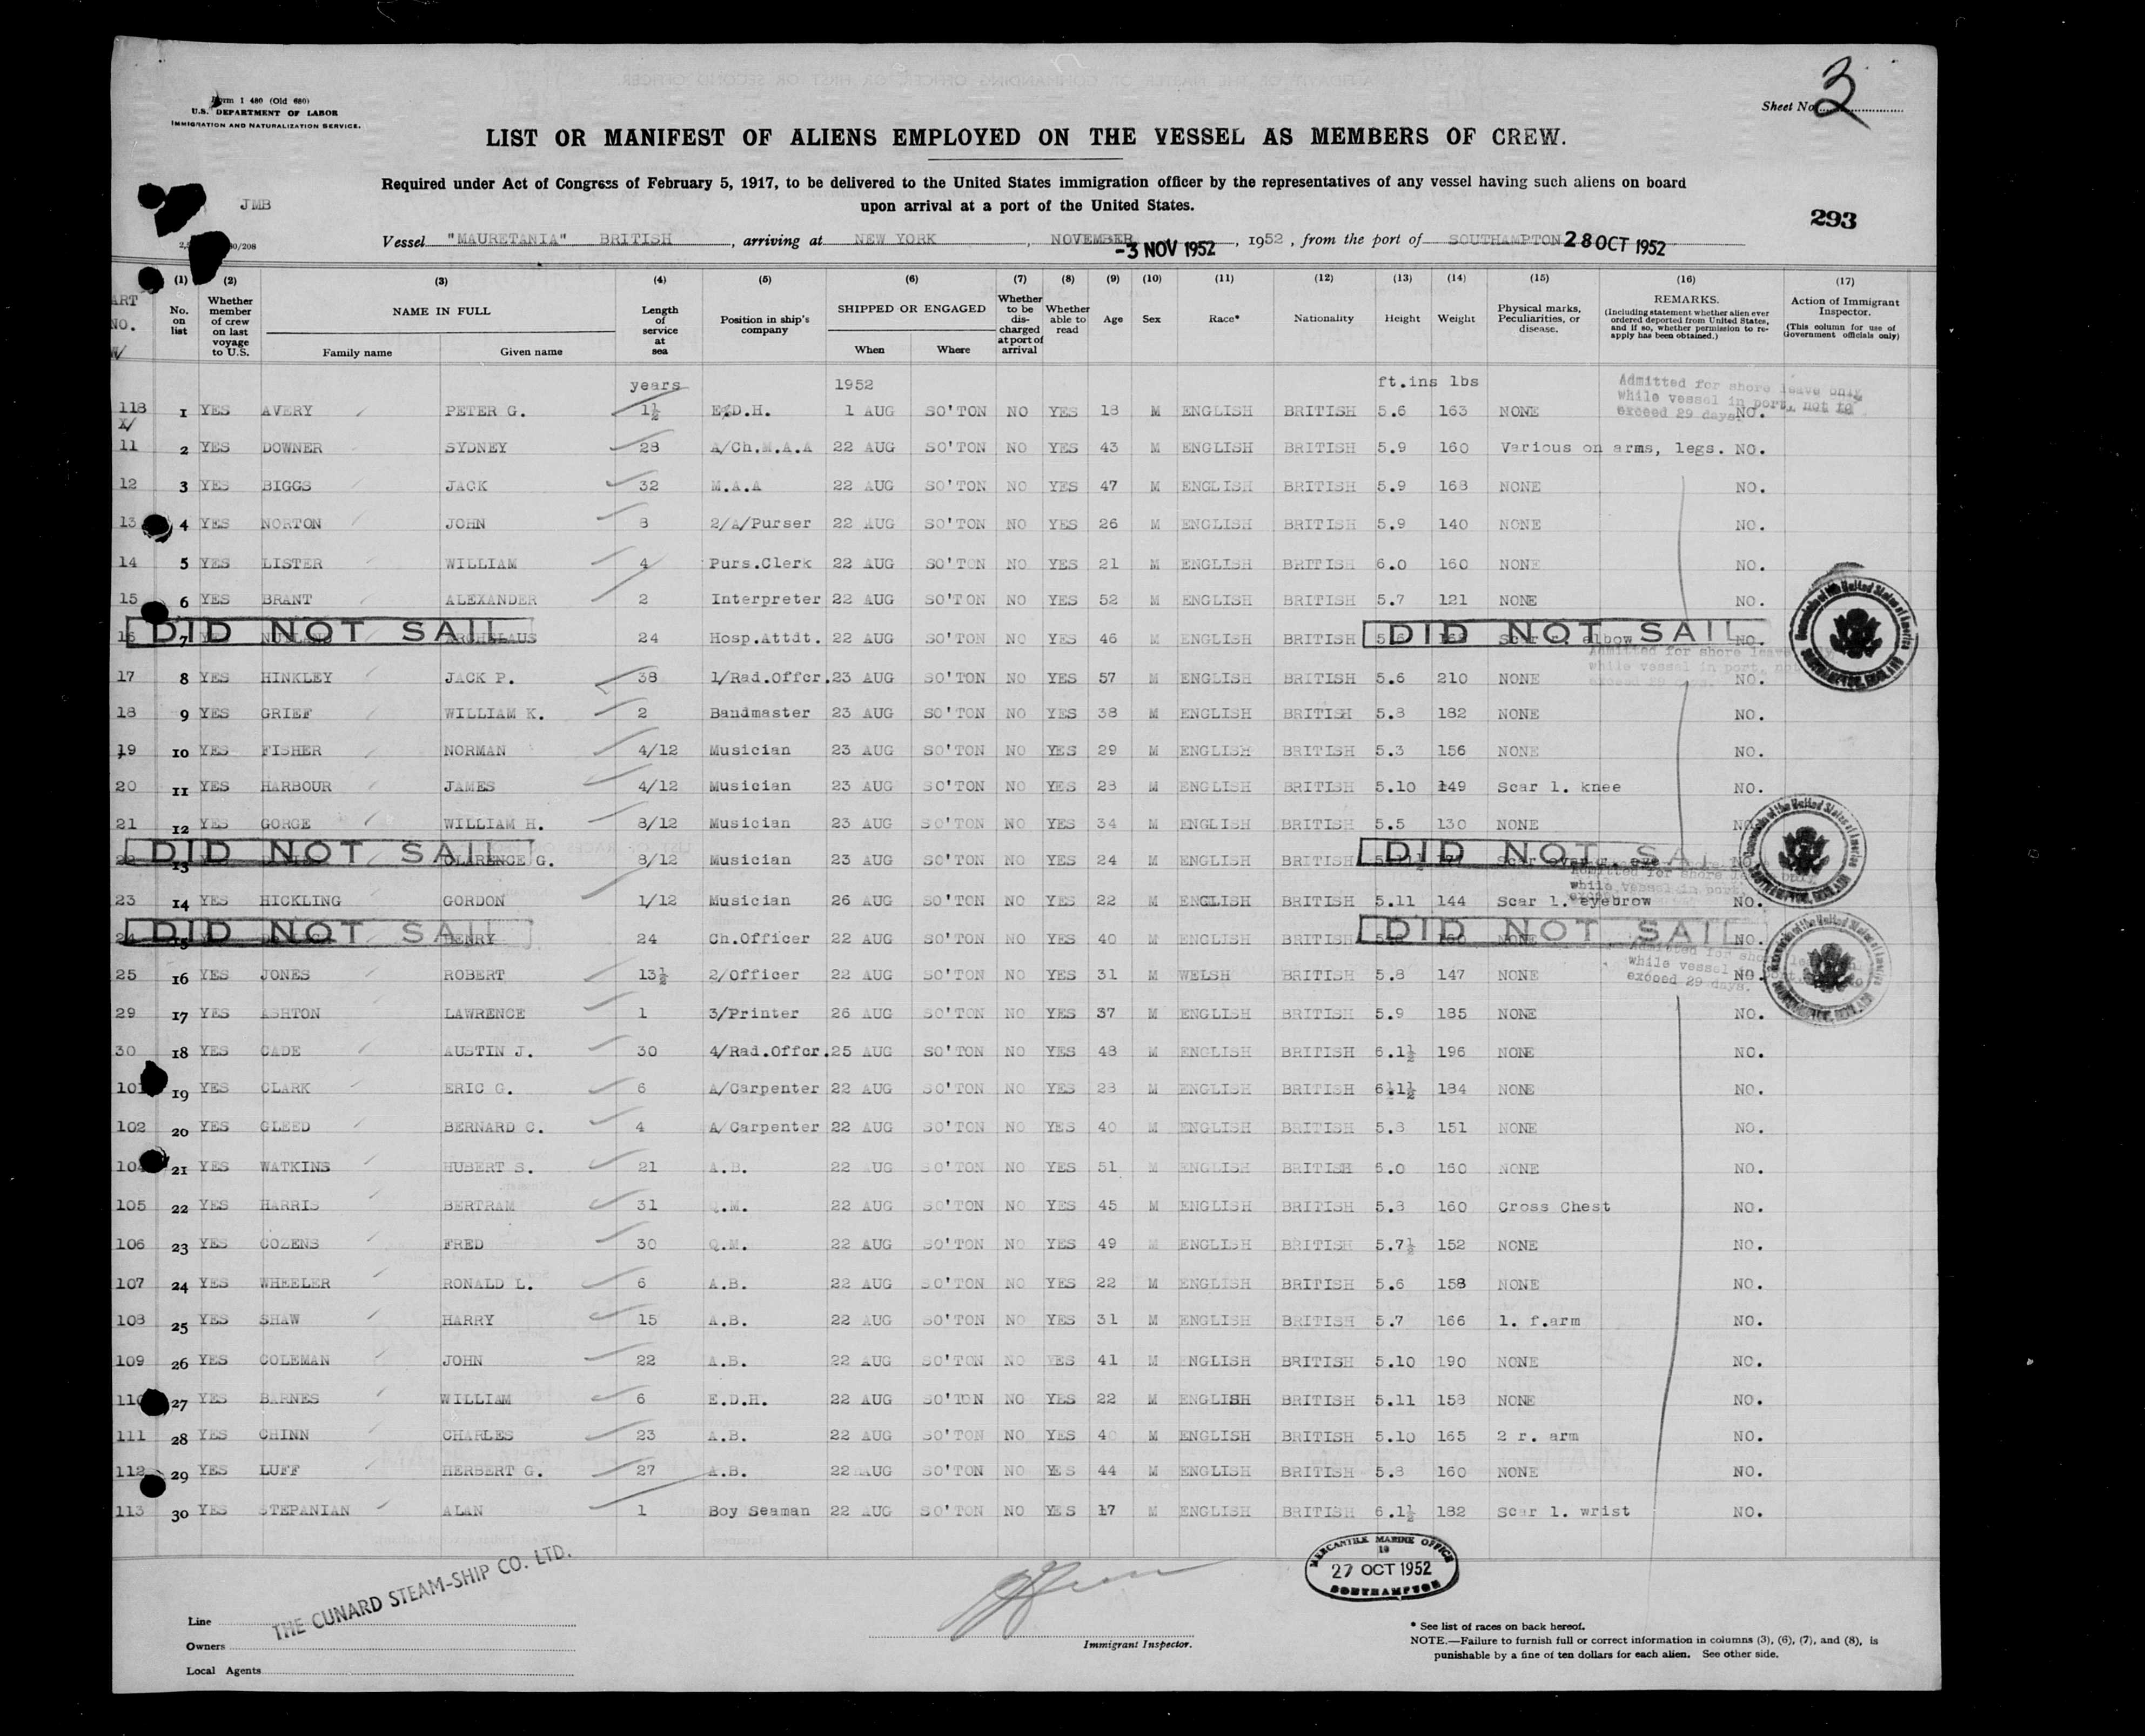 Form I 480 (Old 680)
U.S. DEPARTMENT OF LABOR
IMMIGRATION AND NATURALIZATION SERVICE.
Sheet No. 3
LIST OR MANIFEST OF ALIENS EMPLOYED ON THE VESSEL AS MEMBERS OF CREW.
Required under Act of Congress of February 5, 1917, to be delivered to the United States immigration officer by the representatives of any vessel having such aliens on board
upon arrival at a port of the United States.
JMB
293
Vessel "MAURETANIA" BRITISH, arriving at NEW YORK, NOVEMBER -3 NOV 1952, 1952, from the port of SOUTHAMPTON 28 OCT 1952
(1) (2) (3) (4) (5) (6) (7) (8) (9) (10) (11) (12) (13) (14) (15) (16) (17)
No. on list
Whether member of crew on last voyage to U.S.
NAME IN FULL
Family name Given name
Length of service at sea
Position in ship's company
SHIPPED OR ENGAGED
When Where
Whether to be discharged at port of arrival
Whether able to read
Age
Sex
Race*
Nationality
Height
Weight
Physical marks, Peculiarities, or disease.
REMARKS.
(Including statement whether alien ever ordered deported from United States, and if so, whether permission to re-apply has been obtained.)
Action of Immigrant Inspector.
(This column for use of Government officials only)
years 1952 ft.ins lbs
Admitted for shore leave only
while vessel in port, not to
exceed 29 days.
118 1 YES AVERY PETER G. 1½ E.D.H. 1 AUG SO'TON NO YES 18 M ENGLISH BRITISH 5.6 163 NONE NO.
11 2 YES DOWNER SYDNEY 28 A/Ch.M.A.A 22 AUG SO'TON NO YES 43 M ENGLISH BRITISH 5.9 160 Various on arms, legs. NO.
12 3 YES BIGGS JACK 32 M.A.A 22 AUG SO'TON NO YES 47 M ENGLISH BRITISH 5.9 168 NONE NO.
13 4 YES NORTON JOHN 8 2/A/Purser 22 AUG SO'TON NO YES 26 M ENGLISH BRITISH 5.9 140 NONE NO.
14 5 YES LISTER WILLIAM 4 Purs.Clerk 22 AUG SO'TON NO YES 21 M ENGLISH BRITISH 6.0 160 NONE NO.
15 6 YES BRANT ALEXANDER 2 Interpreter 22 AUG SO'TON NO YES 52 M ENGLISH BRITISH 5.7 121 NONE NO.
DID NOT SAIL DID NOT SAIL
16 7 ARCHELAUS 24 Hosp.Attdt. 22 AUG SO'TON NO YES 46 M ENGLISH BRITISH elbow NO.
Admitted for shore leave
while vessel in port,
exceed 29 days.
17 8 YES HINKLEY JACK P. 38 1/Rad.Offcr. 23 AUG SO'TON NO YES 57 M ENGLISH BRITISH 5.6 210 NONE NO.
18 9 YES GRIEF WILLIAM K. 2 Bandmaster 23 AUG SO'TON NO YES 38 M ENGLISH BRITISH 5.8 182 NONE NO.
19 10 YES FISHER NORMAN 4/12 Musician 23 AUG SO'TON NO YES 29 M ENGLISH BRITISH 5.3 156 NONE NO.
20 11 YES HARBOUR JAMES 4/12 Musician 23 AUG SO'TON NO YES 28 M ENGLISH BRITISH 5.10 149 Scar l. knee NO.
21 12 YES GORGE WILLIAM H. 8/12 Musician 23 AUG SO'TON NO YES 34 M ENGLISH BRITISH 5.5 130 NONE NO.
DID NOT SAIL DID NOT SAIL
22 13 CLARENCE G. 8/12 Musician 23 AUG SO'TON NO YES 24 M ENGLISH BRITISH NO.
Admitted for shore
while vessel in port
23 14 YES HICKLING GORDON 1/12 Musician 26 AUG SO'TON NO YES 22 M ENGLISH BRITISH 5.11 144 Scar l. eyebrow NO.
DID NOT SAIL DID NOT SAIL
24 15 HENRY 24 Ch.Officer 22 AUG SO'TON NO YES 40 M ENGLISH BRITISH NONE NO.
Admitted for shore
while vessel
exceed 29 days.
25 16 YES JONES ROBERT 13½ 2/Officer 22 AUG SO'TON NO YES 31 M WELSH BRITISH 5.8 147 NONE NO.
29 17 YES ASHTON LAWRENCE 1 3/Printer 26 AUG SO'TON NO YES 37 M ENGLISH BRITISH 5.9 185 NONE NO.
30 18 YES CADE AUSTIN J. 30 4/Rad.Offcr. 25 AUG SO'TON NO YES 48 M ENGLISH BRITISH 6.1½ 196 NONE NO.
101 19 YES CLARK ERIC G. 6 A/Carpenter 22 AUG SO'TON NO YES 28 M ENGLISH BRITISH 6.1½ 184 NONE NO.
102 20 YES GLEED BERNARD C. 4 A/Carpenter 22 AUG SO'TON NO YES 40 M ENGLISH BRITISH 5.8 151 NONE NO.
104 21 YES WATKINS HUBERT S. 21 A.B. 22 AUG SO'TON NO YES 51 M ENGLISH BRITISH 6.0 160 NONE NO.
105 22 YES HARRIS BERTRAM 31 Q.M. 22 AUG SO'TON NO YES 45 M ENGLISH BRITISH 5.8 160 Cross Chest NO.
106 23 YES COZENS FRED 30 Q.M. 22 AUG SO'TON NO YES 49 M ENGLISH BRITISH 5.7½ 152 NONE NO.
107 24 YES WHEELER RONALD L. 6 A.B. 22 AUG SO'TON NO YES 22 M ENGLISH BRITISH 5.6 158 NONE NO.
108 25 YES SHAW HARRY 15 A.B. 22 AUG SO'TON NO YES 31 M ENGLISH BRITISH 5.7 166 l. f.arm NO.
109 26 YES COLEMAN JOHN 22 A.B. 22 AUG SO'TON NO YES 41 M ENGLISH BRITISH 5.10 190 NONE NO.
110 27 YES BARNES WILLIAM 6 E.D.H. 22 AUG SO'TON NO YES 22 M ENGLISH BRITISH 5.11 158 NONE NO.
111 28 YES CHINN CHARLES 23 A.B. 22 AUG SO'TON NO YES 40 M ENGLISH BRITISH 5.10 165 2 r. arm NO.
112 29 YES LUFF HERBERT G. 27 A.B. 22 AUG SO'TON NO YES 44 M ENGLISH BRITISH 5.8 160 NONE NO.
113 30 YES STEPANIAN ALAN 1 Boy Seaman 22 AUG SO'TON NO YES 17 M ENGLISH BRITISH 6.1½ 182 Scar l. wrist NO.
MERCANTILE MARINE OFFICE
27 OCT 1952
SOUTHAMPTON
THE CUNARD STEAM-SHIP CO. LTD.
Line
Owners
Local Agents
Immigrant Inspector.
* See list of races on back hereof.
NOTE.—Failure to furnish full or correct information in columns (3), (6), (7), and (8), is
punishable by a fine of ten dollars for each alien. See other side.